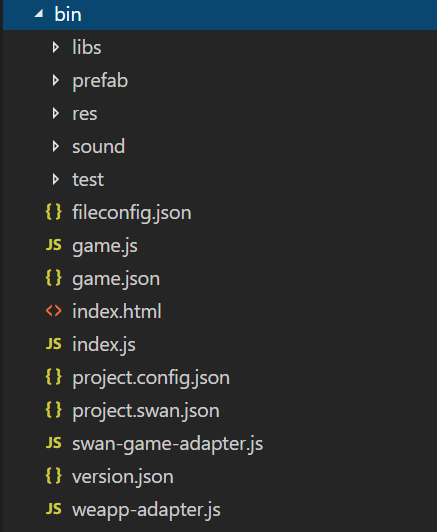 bin
libs
prefab
res
sound
test
{} fileconfig.json
JS game.js
{} game.json
<> index.html
JS index.js
{} project.config.json
{} project.swan.json
JS swan-game-adapter.js
{} version.json
JS weapp-adapter.js